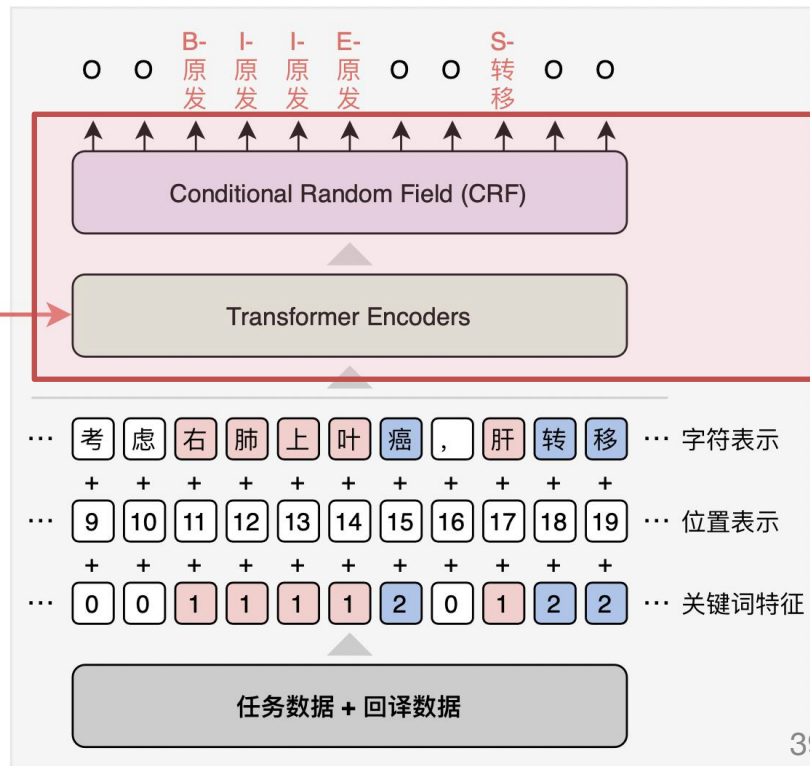 B- I- I- E- S-
O O 原 原 原 原 O O 转 O O
发 发 发 发 移
Conditional Random Field (CRF)
Transformer Encoders
··· 考 虑 右 肺 上 叶 癌 , 肝 转 移 ··· 字符表示
+ + + + + + + + + + +
··· 9 10 11 12 13 14 15 16 17 18 19 ··· 位置表示
+ + + + + + + + + + +
··· 0 0 1 1 1 1 2 0 1 2 2 ··· 关键词特征
任务数据 + 回译数据